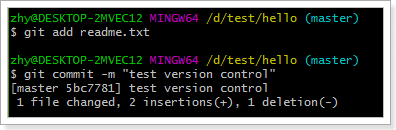 zhy@DESKTOP-2MVEC12 MINGW64 /d/test/hello (master)
$ git add readme.txt
zhy@DESKTOP-2MVEC12 MINGW64 /d/test/hello (master)
$ git commit -m "test version control"
[master 5bc7781] test version control
 1 file changed, 2 insertions(+), 1 deletion(-)